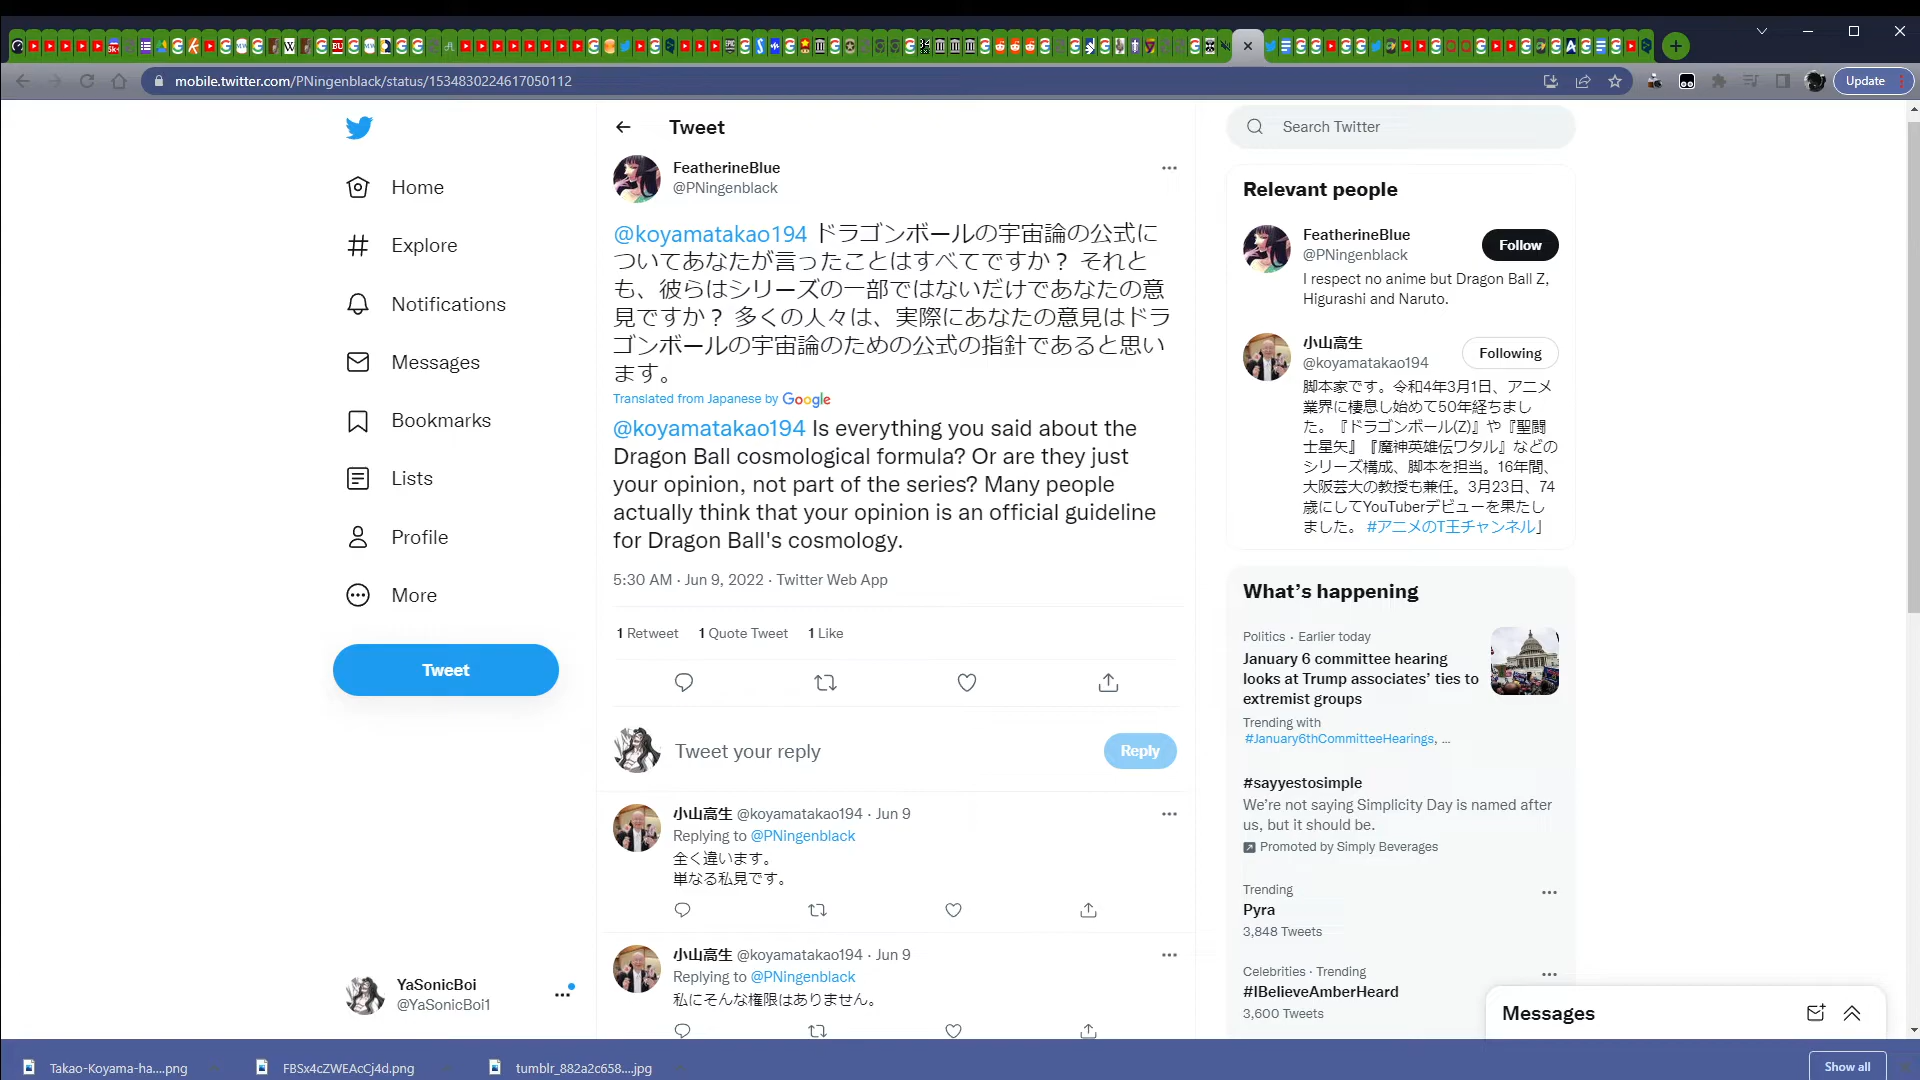 mobile.twitter.com/PNingenblack/status/1534830224617050112
Update
Home
Explore
Notifications
Messages
Bookmarks
Lists
Profile
More
Tweet
YaSonicBoi
@YaSonicBoi1
Tweet
FeatherineBlue
@PNingenblack
@koyamatakao194 ドラゴンボールの宇宙論の公式に
ついてあなたが言ったことはすべてですか？ それと
も、彼らはシリーズの一部ではないだけであなたの意
見ですか？ 多くの人々は、実際にあなたの意見はドラ
ゴンボールの宇宙論のための公式の指針であると思い
ます。
Translated from Japanese by Google
@koyamatakao194 Is everything you said about the
Dragon Ball cosmological formula? Or are they just
your opinion, not part of the series? Many people
actually think that your opinion is an official guideline
for Dragon Ball's cosmology.
5:30 AM · Jun 9, 2022 · Twitter Web App
1 Retweet 1 Quote Tweet 1 Like
Tweet your reply
Reply
小山高生 @koyamatakao194 · Jun 9
Replying to @PNingenblack
全く違います。
単なる私見です。
小山高生 @koyamatakao194 · Jun 9
Replying to @PNingenblack
私にそんな権限はありません。
Search Twitter
Relevant people
FeatherineBlue
@PNingenblack
Follow
I respect no anime but Dragon Ball Z,
Higurashi and Naruto.
小山高生
@koyamatakao194
Following
脚本家です。令和4年3月1日、アニメ
業界に棲息し始めて50年経ちまし
た。『ドラゴンボール(Z)』や『聖闘
士星矢』『魔神英雄伝ワタル』などの
シリーズ構成、脚本を担当。16年間、
大阪芸大の教授も兼任。3月23日、74
歳にしてYouTuberデビューを果たし
ました。 #アニメのT王チャンネル」
What's happening
Politics · Earlier today
January 6 committee hearing
looks at Trump associates' ties to
extremist groups
Trending with
#January6thCommitteeHearings, ...
#sayyestosimple
We're not saying Simplicity Day is named after
us, but it should be.
Promoted by Simply Beverages
Trending
Pyra
3,848 Tweets
Celebrities · Trending
#IBelieveAmberHeard
3,600 Tweets
Messages
Takao-Koyama-ha....png
FBSx4cZWEAcCj4d.png
tumblr_882a2c658....jpg
Show all